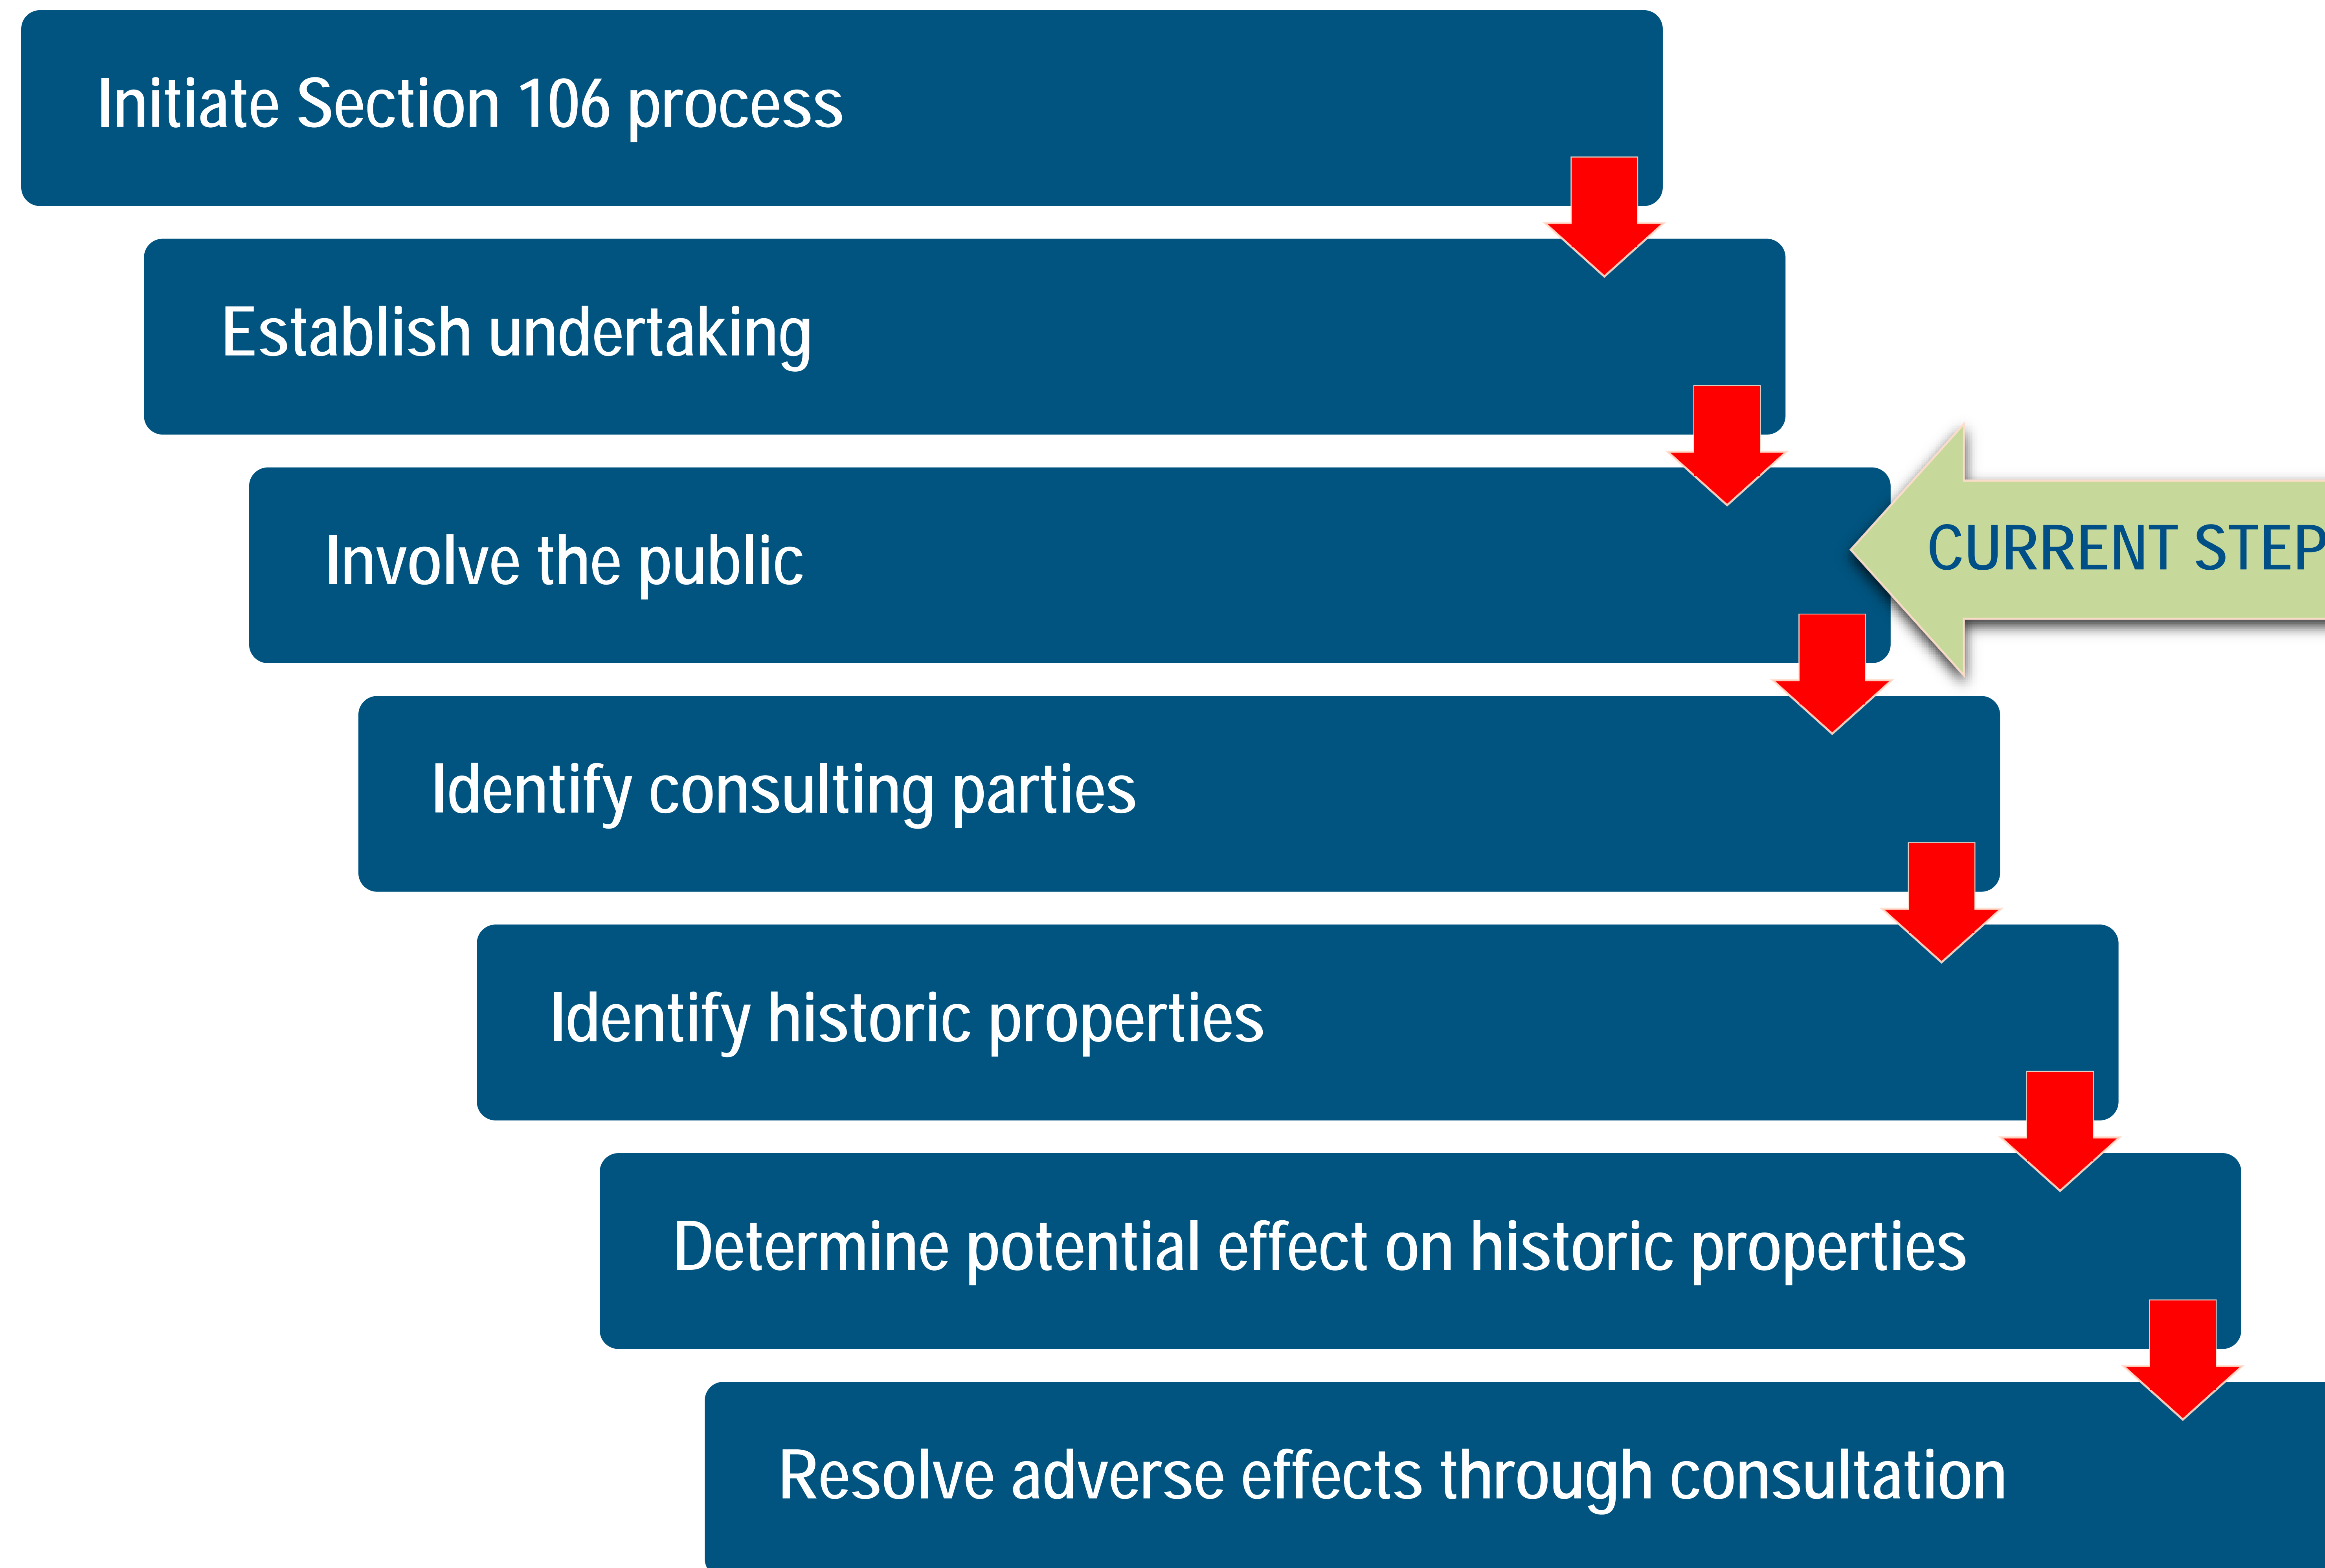 Initiate Section 106 process
Establish undertaking
Involve the public
CURRENT STEP
Identify consulting parties
Identify historic properties
Determine potential effect on historic properties
Resolve adverse effects through consultation